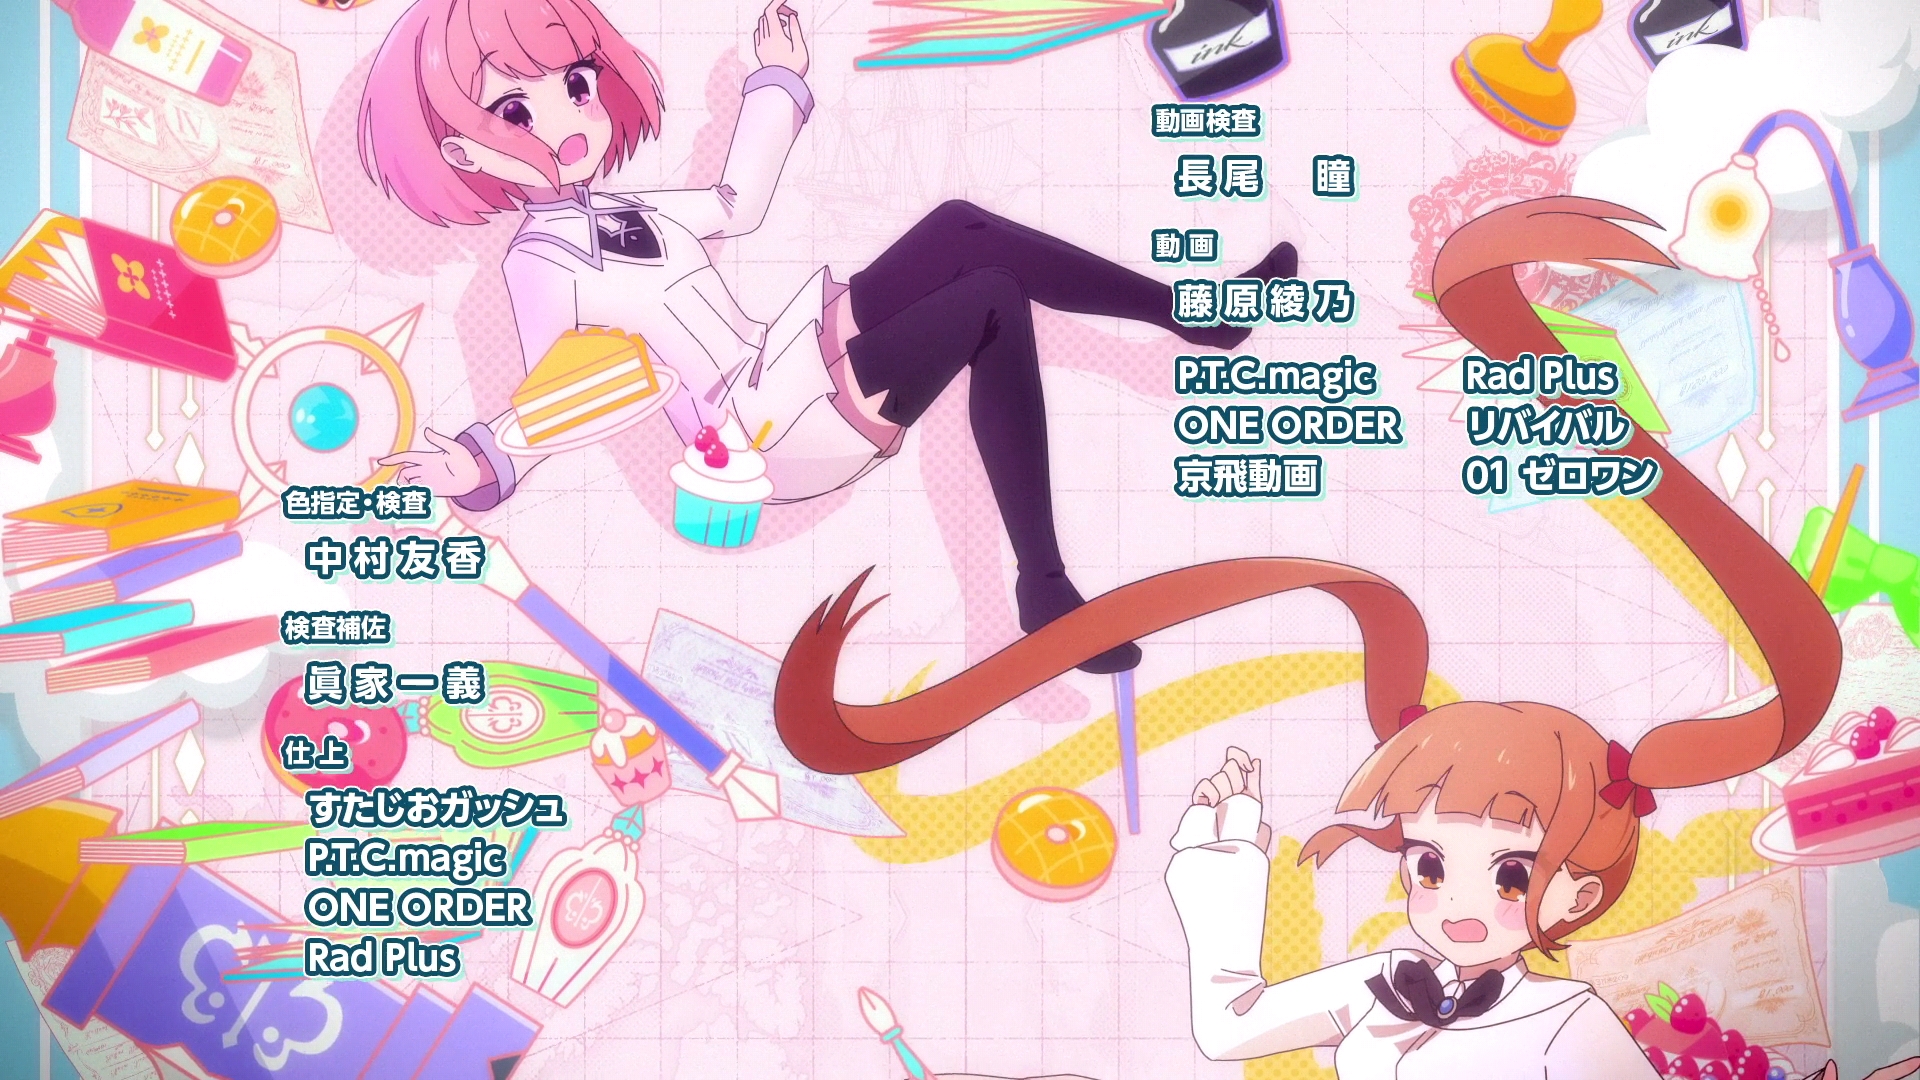 ink
ink
動画検査
長尾 瞳
動画
藤原綾乃
P.T.C.magic Rad Plus
ONE ORDER リバイバル
京飛動画 01 ゼロワン
色指定・検査
中村友香
検査補佐
眞家一義
仕上
すたじおガッシュ
P.T.C.magic
ONE ORDER
Rad Plus